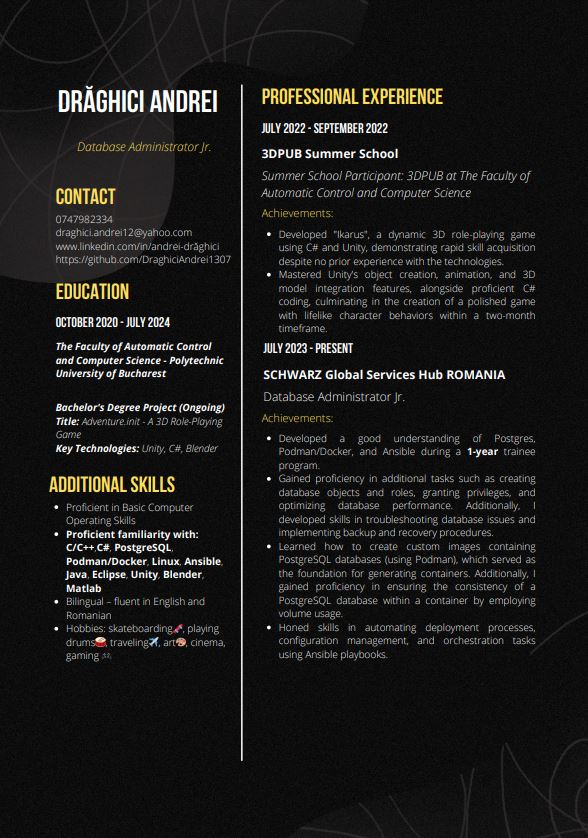 DRĂGHICI ANDREI
Database Administrator Jr.
CONTACT
0747982334
draghici.andrei12@yahoo.com
www.linkedin.com/in/andrei-drăghici
https://github.com/DraghiciAndrei1307
EDUCATION
OCTOBER 2020 - JULY 2024
The Faculty of Automatic Control
and Computer Science - Polytechnic
University of Bucharest
Bachelor's Degree Project (Ongoing)
Title: Adventure.init - A 3D Role-Playing
Game
Key Technologies: Unity, C#, Blender
ADDITIONAL SKILLS
• Proficient in Basic Computer
Operating Skills
• Proficient familiarity with:
C/C++,C#, PostgreSQL,
Podman/Docker, Linux, Ansible,
Java, Eclipse, Unity, Blender,
Matlab
• Bilingual – fluent in English and
Romanian
• Hobbies: skateboarding🛹, playing
drums🥁, traveling✈️, art🎨, cinema,
gaming 🎮
PROFESSIONAL EXPERIENCE
JULY 2022 - SEPTEMBER 2022
3DPUB Summer School
Summer School Participant: 3DPUB at The Faculty of
Automatic Control and Computer Science
Achievements:
• Developed "Ikarus", a dynamic 3D role-playing game
using C# and Unity, demonstrating rapid skill acquisition
despite no prior experience with the technologies.
• Mastered Unity's object creation, animation, and 3D
model integration features, alongside proficient C#
coding, culminating in the creation of a polished game
with lifelike character behaviors within a two-month
timeframe.
JULY 2023 - PRESENT
SCHWARZ Global Services Hub ROMANIA
Database Administrator Jr.
Achievements:
• Developed a good understanding of Postgres,
Podman/Docker, and Ansible during a 1-year trainee
program.
• Gained proficiency in additional tasks such as creating
database objects and roles, granting privileges, and
optimizing database performance. Additionally, I
developed skills in troubleshooting database issues and
implementing backup and recovery procedures.
• Learned how to create custom images containing
PostgreSQL databases (using Podman), which served as
the foundation for generating containers. Additionally, I
gained proficiency in ensuring the consistency of a
PostgreSQL database within a container by employing
volume usage.
• Honed skills in automating deployment processes,
configuration management, and orchestration tasks
using Ansible playbooks.